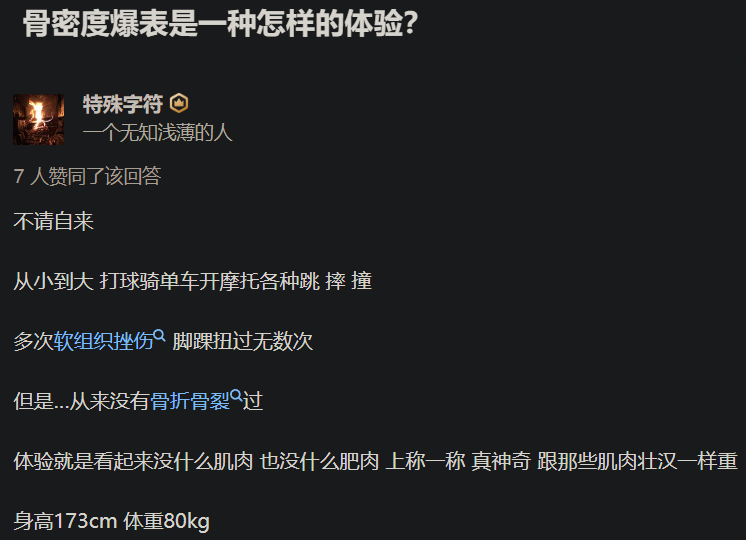 骨密度爆表是一种怎样的体验？
特殊字符
一个无知浅薄的人
7 人赞同了该回答
不请自来
从小到大 打球骑单车开摩托各种跳 摔 撞
多次软组织挫伤 脚踝扭过无数次
但是...从来没有骨折骨裂过
体验就是看起来没什么肌肉 也没什么肥肉 上称一称 真神奇 跟那些肌肉壮汉一样重
身高173cm 体重80kg